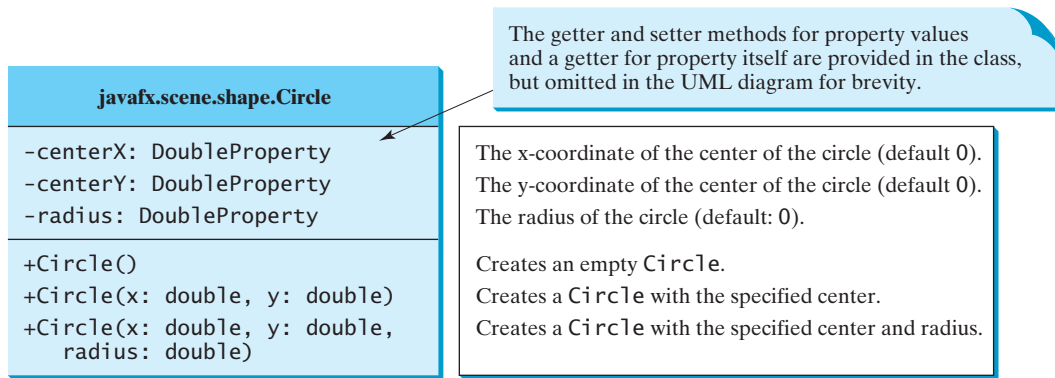 The getter and setter methods for property values
and a getter for property itself are provided in the class,
but omitted in the UML diagram for brevity.
javafx.scene.shape.Circle
-centerX: DoubleProperty
-centerY: DoubleProperty
-radius: DoubleProperty
The x-coordinate of the center of the circle (default 0).
The y-coordinate of the center of the circle (default 0).
The radius of the circle (default: 0).
+Circle()
+Circle(x: double, y: double)
+Circle(x: double, y: double,
radius: double)
Creates an empty Circle.
Creates a Circle with the specified center.
Creates a Circle with the specified center and radius.